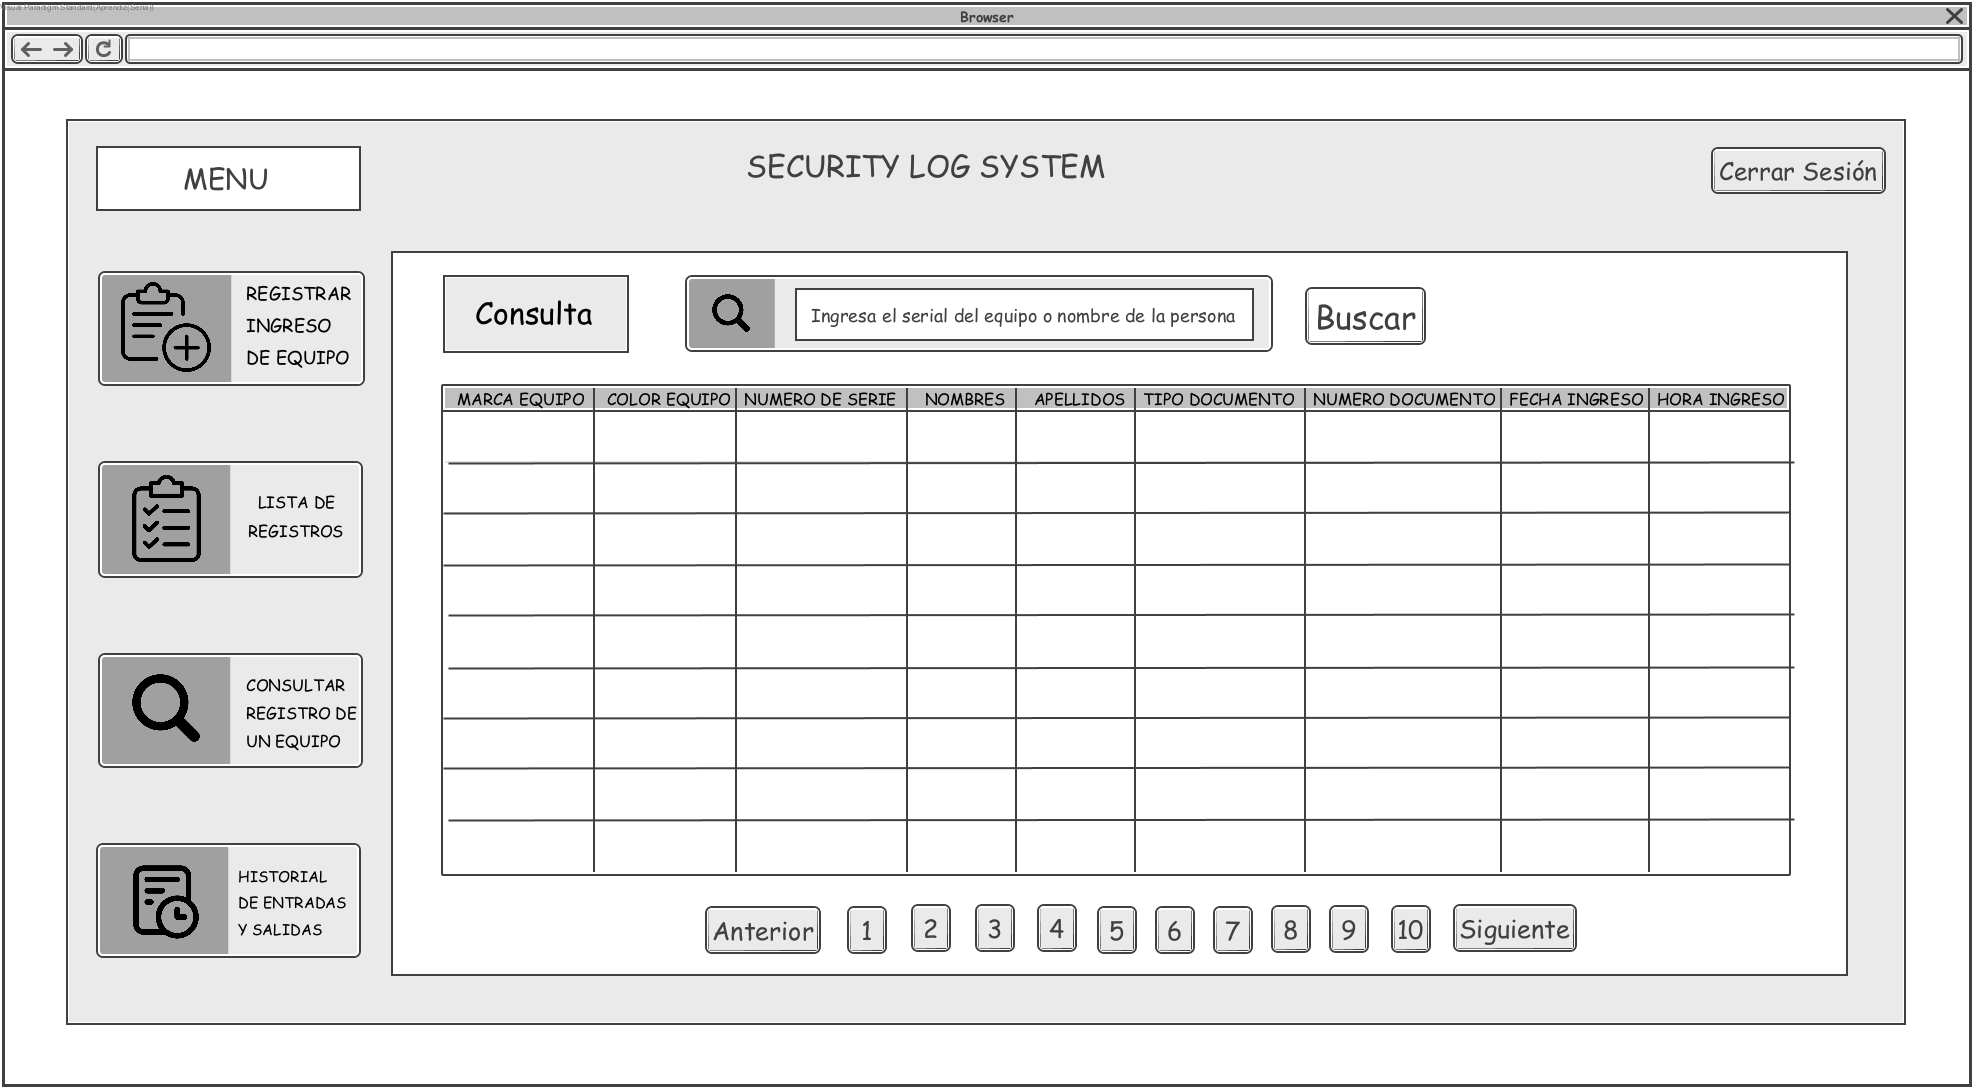 Visual Paradigm Standard(Aprendiz(Sena))
Browser
MENU
SECURITY LOG SYSTEM
Cerrar Sesión
REGISTRAR
INGRESO
DE EQUIPO
LISTA DE
REGISTROS
CONSULTAR
REGISTRO DE
UN EQUIPO
HISTORIAL
DE ENTRADAS
Y SALIDAS
Consulta
Ingresa el serial del equipo o nombre de la persona
Buscar
MARCA EQUIPO COLOR EQUIPO NUMERO DE SERIE NOMBRES APELLIDOS TIPO DOCUMENTO NUMERO DOCUMENTO FECHA INGRESO HORA INGRESO
Anterior 1 2 3 4 5 6 7 8 9 10 Siguiente